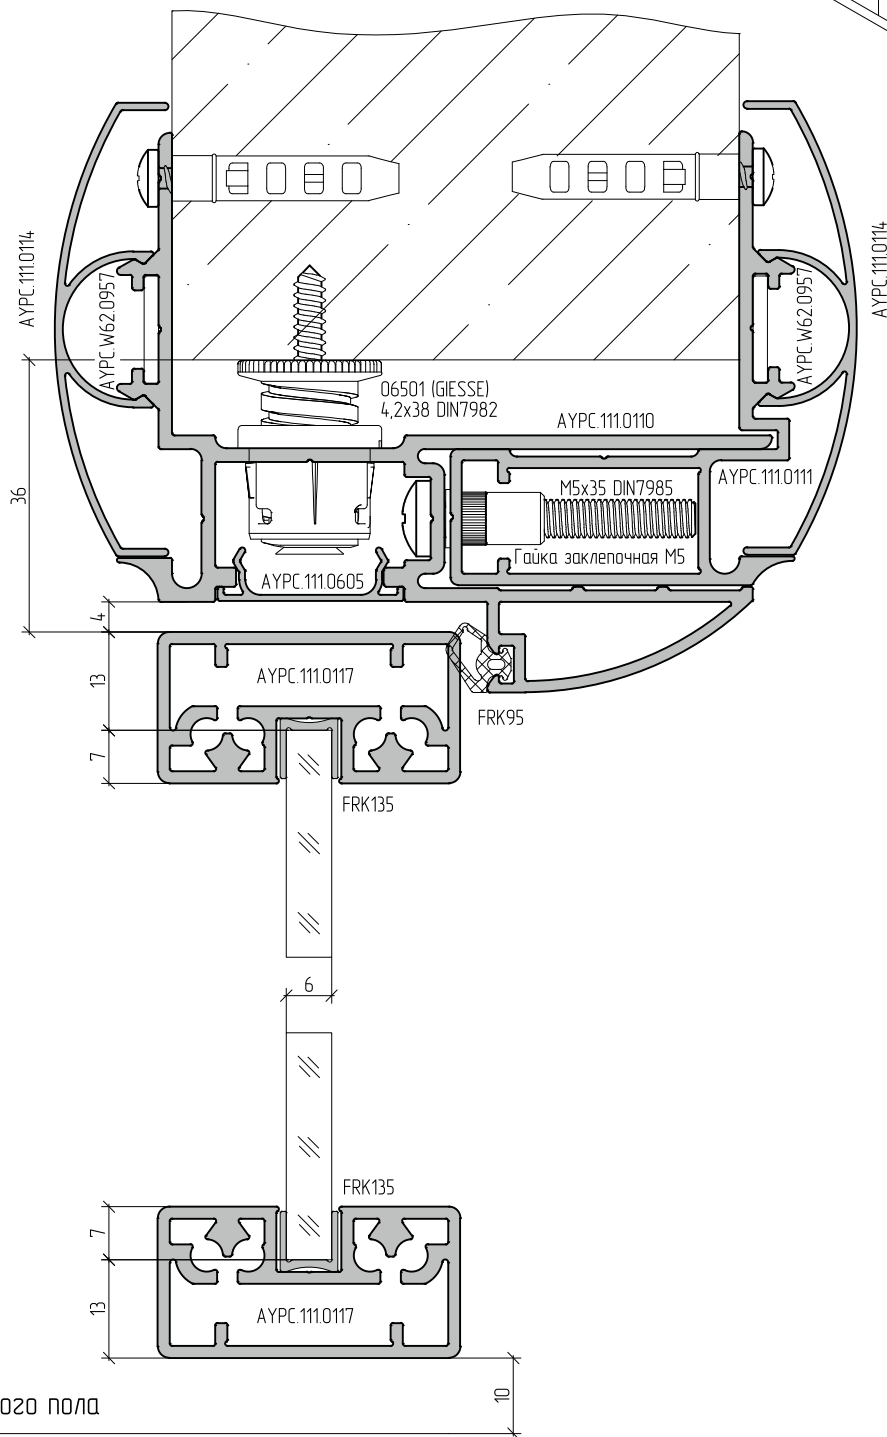 AYPC.111.0114
AYPC.W62.0957
AYPC.W62.0957
AYPC.111.0114
06501 (GIESSE)
4,2x38 DIN7982
AYPC.111.0110
AYPC.111.0111
36
M5x35 DIN7985
Гайка заклепочная М5
AYPC.111.0605
4
13
AYPC.111.0117
FRK95
7
FRK135
6
FRK135
7
13
AYPC.111.0117
10
ого пола